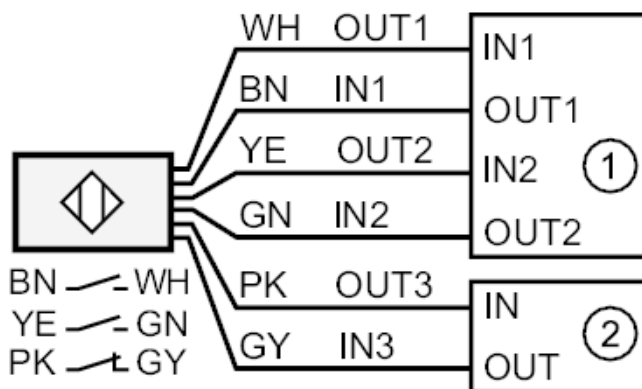 WH OUT1 IN1
BN IN1 OUT1
YE OUT2 IN2
1
GN IN2 OUT2
BN WH
PK OUT3 IN
YE GN
2
GY IN3 OUT
PK GY